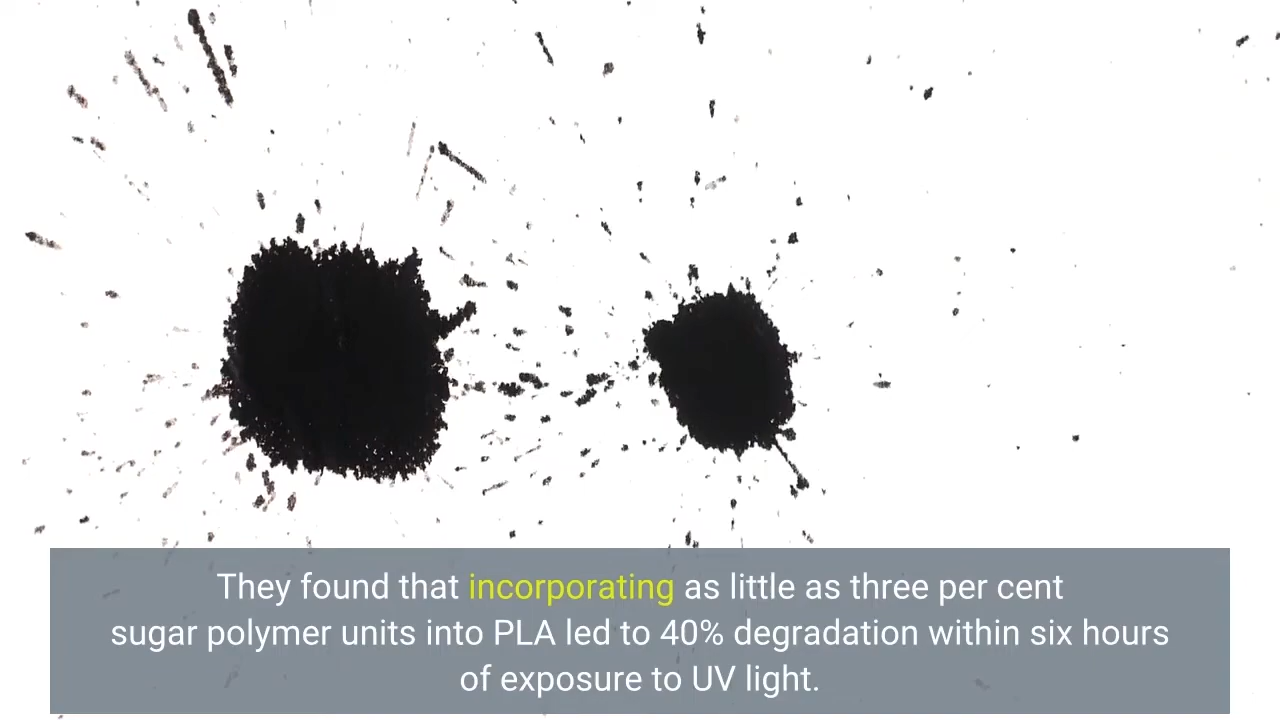 They found that incorporating as little as three per cent
sugar polymer units into PLA led to 40% degradation within six hours
of exposure to UV light.